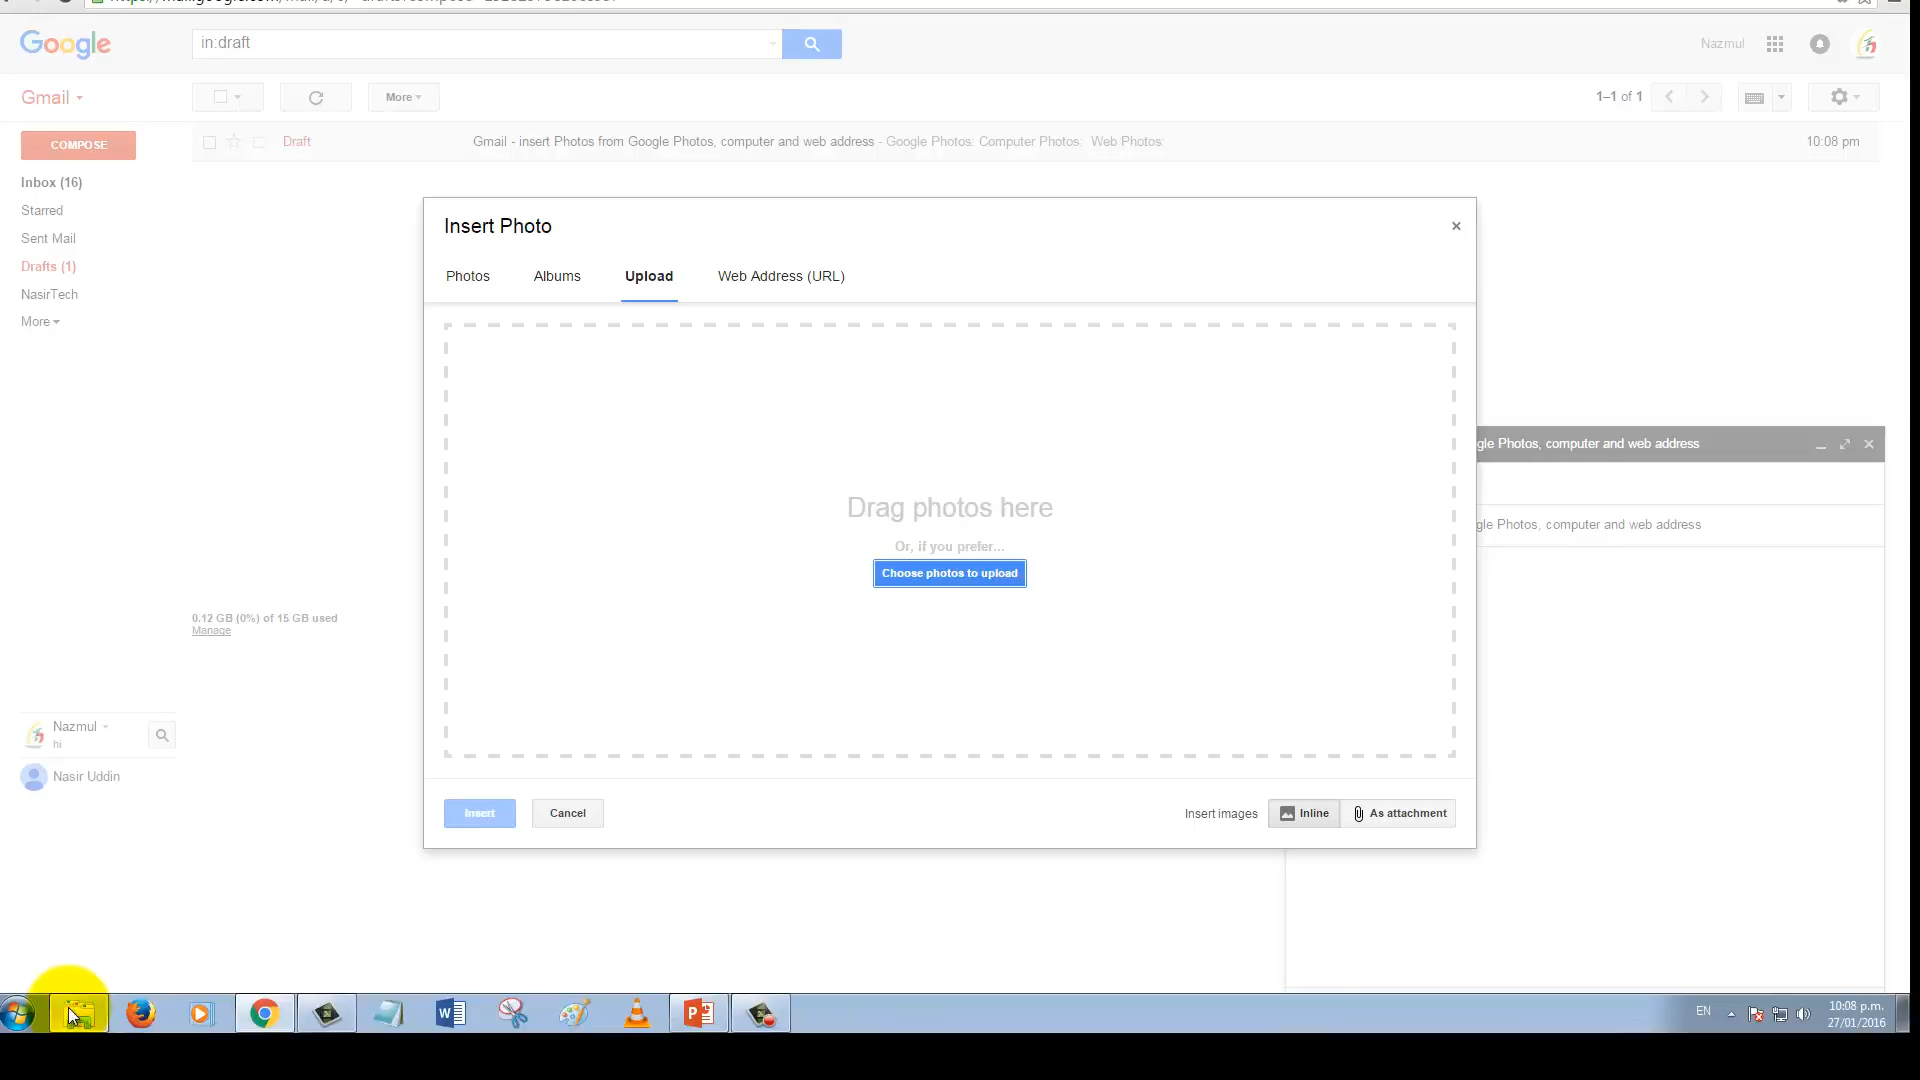 Google
in:draft
Nazmul
Gmail
More
1–1 of 1
COMPOSE
Draft
Gmail - insert Photos from Google Photos, computer and web address - Google Photos: Computer Photos: Web Photos:
10:08 pm
Inbox (16)
Starred
Sent Mail
Drafts (1)
NasirTech
More
Insert Photo
×
Photos
Albums
Upload
Web Address (URL)
Drag photos here
Or, if you prefer...
Choose photos to upload
gle Photos, computer and web address
gle Photos, computer and web address
0.12 GB (0%) of 15 GB used
Manage
Nazmul
hi
Nasir Uddin
Insert
Cancel
Insert images
Inline
As attachment
EN
10:08 p.m.
27/01/2016